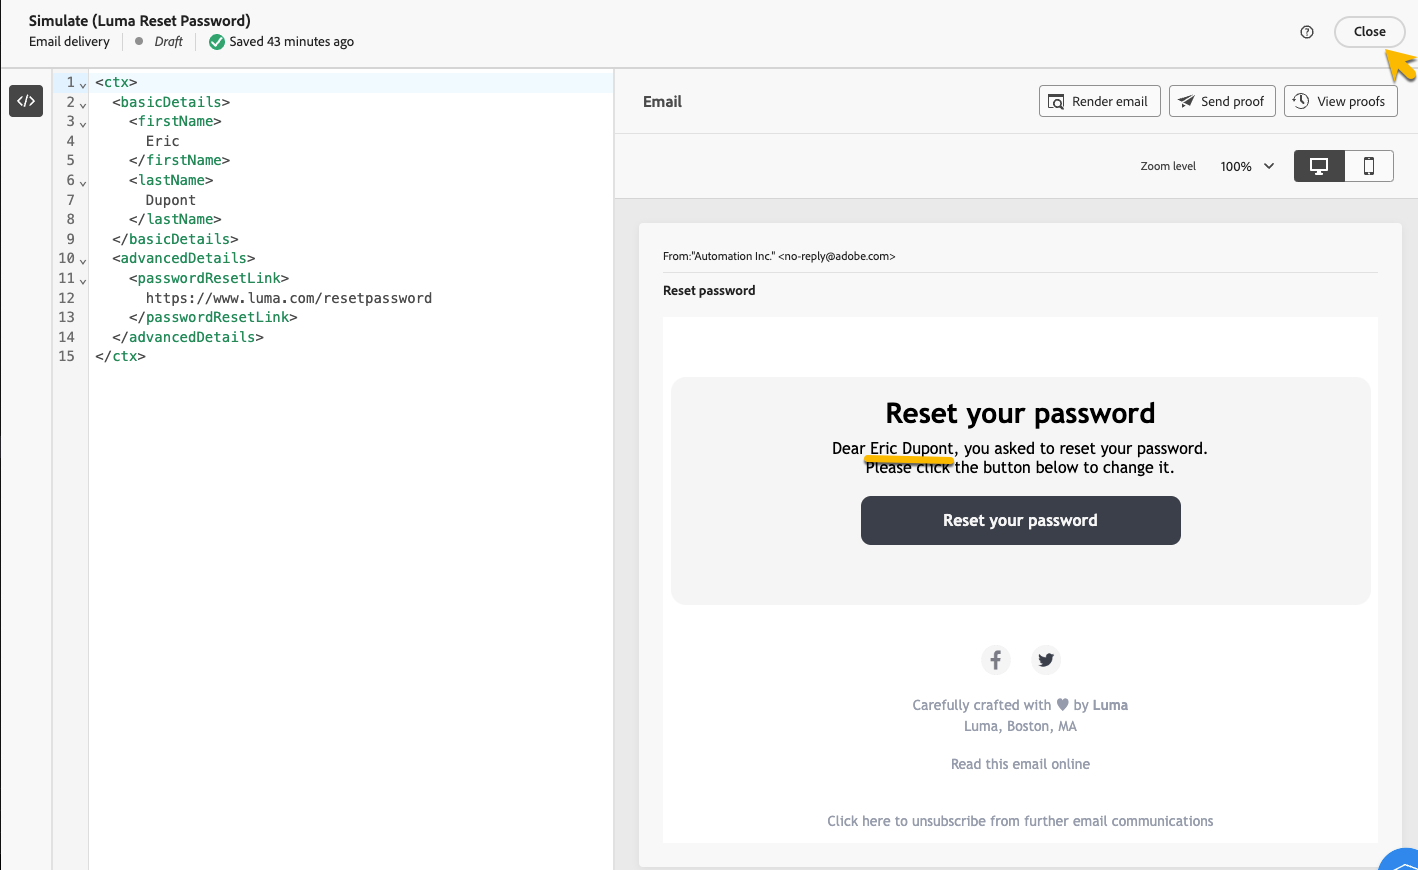 Simulate (Luma Reset Password)
Email delivery
Draft
Saved 43 minutes ago
Close
</>
1 <ctx>
2 <basicDetails>
3 <firstName>
4 Eric
5 </firstName>
6 <lastName>
7 Dupont
8 </lastName>
9 </basicDetails>
10 <advancedDetails>
11 <passwordResetLink>
12 https://www.luma.com/resetpassword
13 </passwordResetLink>
14 </advancedDetails>
15 </ctx>
Email
Render email
Send proof
View proofs
Zoom level 100%
From:"Automation Inc." <no-reply@adobe.com>
Reset password
Reset your password
Dear Eric Dupont, you asked to reset your password.
Please click the button below to change it.
Reset your password
Carefully crafted with ♥ by Luma
Luma, Boston, MA
Read this email online
Click here to unsubscribe from further email communications